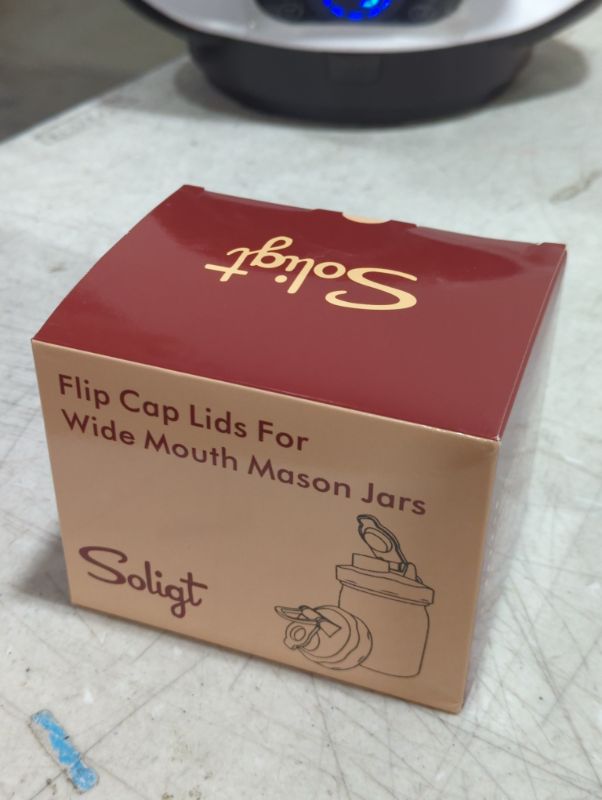 Soligt
Flip Cap Lids For
Wide Mouth Mason Jars
Soligt